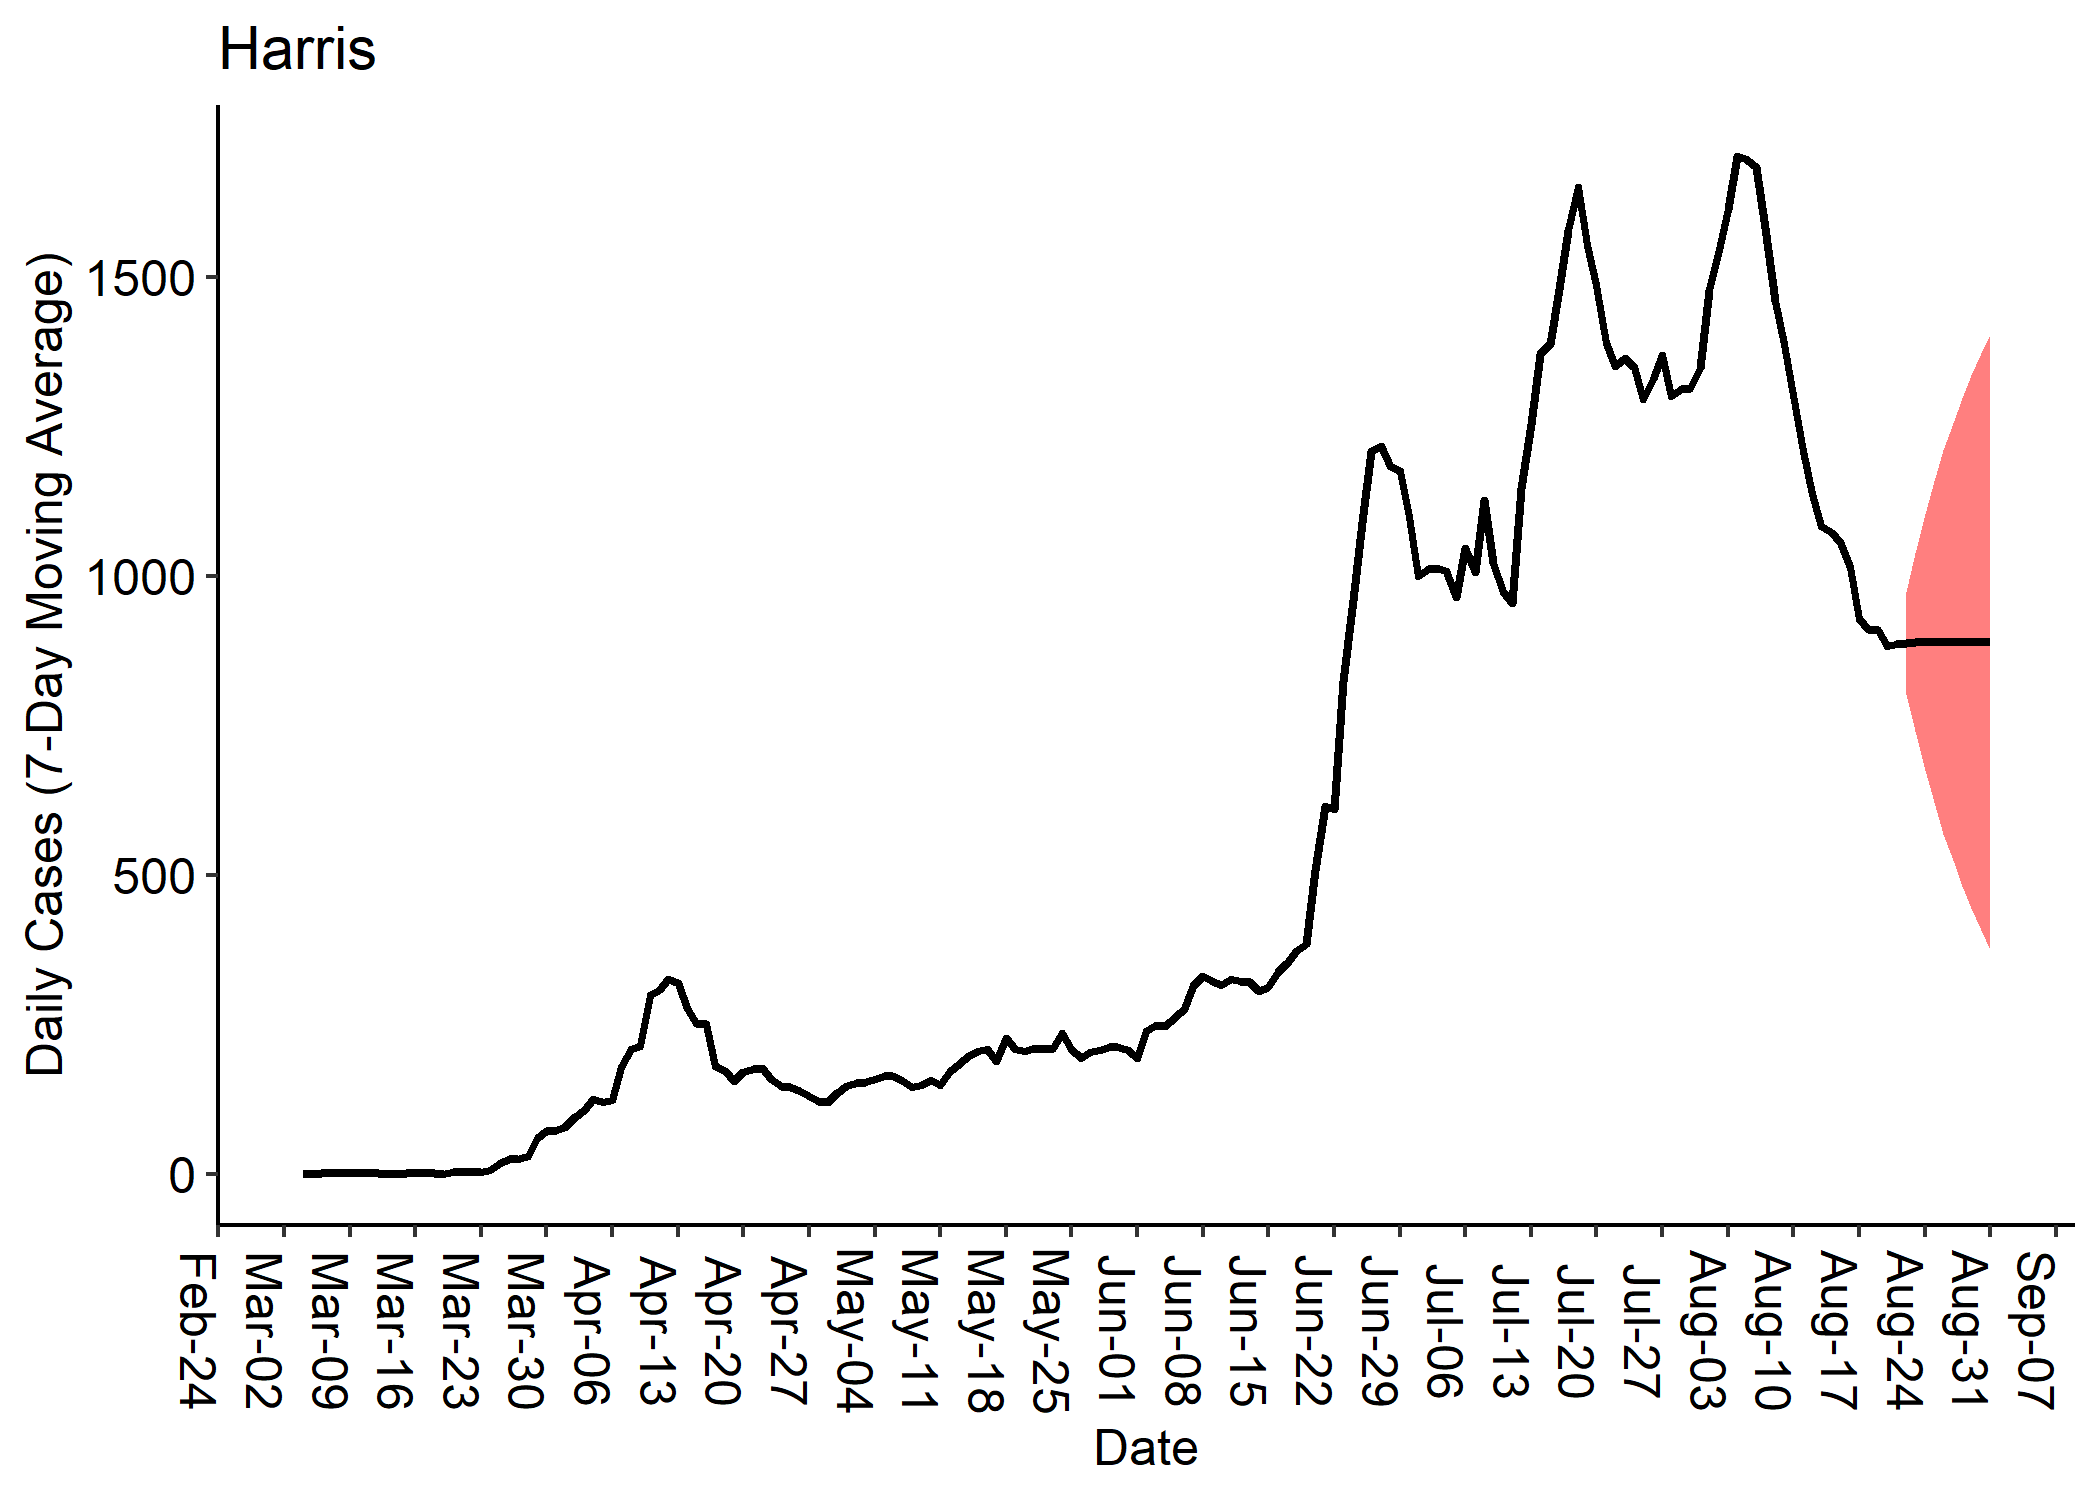 Harris
Daily Cases (7-Day Moving Average)
1500
1000
500
0
Feb-24
Mar-02
Mar-09
Mar-16
Mar-23
Mar-30
Apr-06
Apr-13
Apr-20
Apr-27
May-04
May-11
May-18
May-25
Jun-01
Jun-08
Jun-15
Jun-22
Jun-29
Jul-06
Jul-13
Jul-20
Jul-27
Aug-03
Aug-10
Aug-17
Aug-24
Aug-31
Sep-07
Date